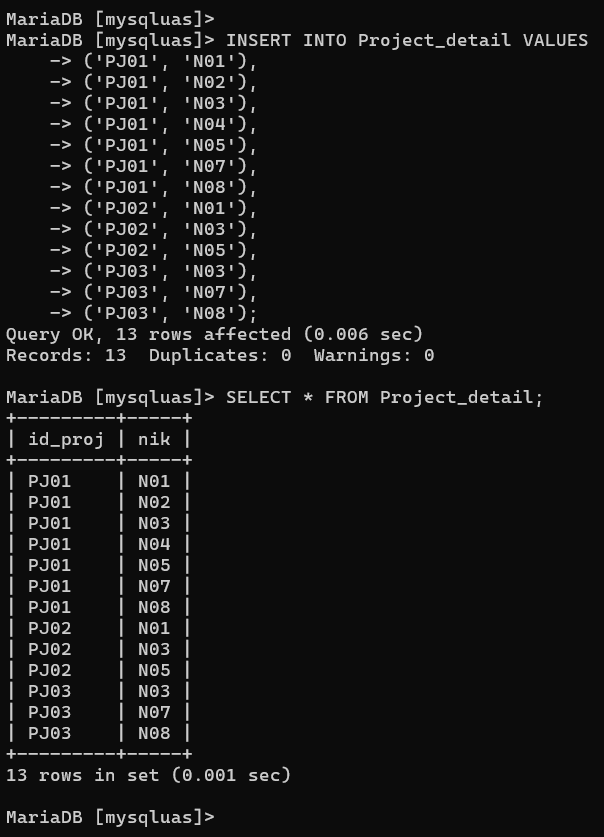 MariaDB [mysqluas]>
MariaDB [mysqluas]> INSERT INTO Project_detail VALUES
    -> ('PJ01', 'N01'),
    -> ('PJ01', 'N02'),
    -> ('PJ01', 'N03'),
    -> ('PJ01', 'N04'),
    -> ('PJ01', 'N05'),
    -> ('PJ01', 'N07'),
    -> ('PJ01', 'N08'),
    -> ('PJ02', 'N01'),
    -> ('PJ02', 'N03'),
    -> ('PJ02', 'N05'),
    -> ('PJ03', 'N03'),
    -> ('PJ03', 'N07'),
    -> ('PJ03', 'N08');
Query OK, 13 rows affected (0.006 sec)
Records: 13  Duplicates: 0  Warnings: 0

MariaDB [mysqluas]> SELECT * FROM Project_detail;
+---------+-----+
| id_proj | nik |
+---------+-----+
| PJ01    | N01 |
| PJ01    | N02 |
| PJ01    | N03 |
| PJ01    | N04 |
| PJ01    | N05 |
| PJ01    | N07 |
| PJ01    | N08 |
| PJ02    | N01 |
| PJ02    | N03 |
| PJ02    | N05 |
| PJ03    | N03 |
| PJ03    | N07 |
| PJ03    | N08 |
+---------+-----+
13 rows in set (0.001 sec)

MariaDB [mysqluas]>